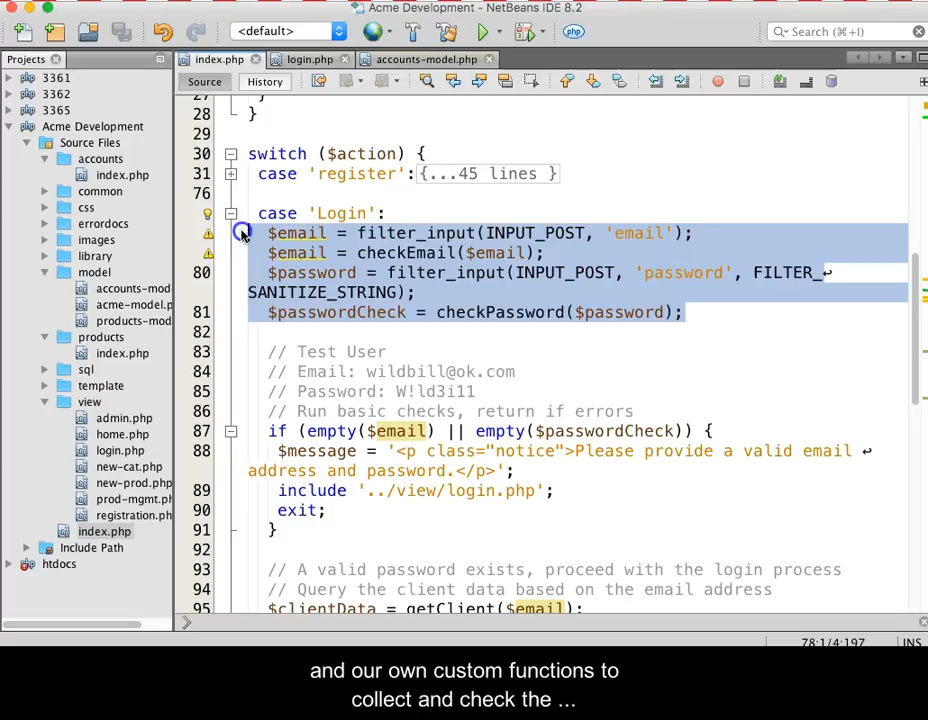 Acme Development - NetBeans IDE 8.2
<default>
php
Search (⌘+I)
Projects
index.php
login.php
accounts-model.php
Source
History
3361
3362
3365
Acme Development
Source Files
accounts
index.php
common
css
errordocs
images
library
model
accounts-mod
acme-model.p
products-mod
products
index.php
sql
template
view
admin.php
home.php
login.php
new-cat.php
new-prod.php
prod-mgmt.ph
registration.ph
index.php
Include Path
htdocs
27 }
28 }
29
30 switch ($action) {
31 case 'register':{...45 lines }
76
case 'Login':
$email = filter_input(INPUT_POST, 'email');
$email = checkEmail($email);
80 $password = filter_input(INPUT_POST, 'password', FILTER_↩
SANITIZE_STRING);
81 $passwordCheck = checkPassword($password);
82
83 // Test User
84 // Email: wildbill@ok.com
85 // Password: W!ld3i11
86 // Run basic checks, return if errors
87 if (empty($email) || empty($passwordCheck)) {
88 $message = '<p class="notice">Please provide a valid email ↩
address and password.</p>';
89 include '../view/login.php';
90 exit;
91 }
92
93 // A valid password exists, proceed with the login process
94 // Query the client data based on the email address
95 $clientData = getClient($email);
78:1/4:197
INS
and our own custom functions to
collect and check the ...